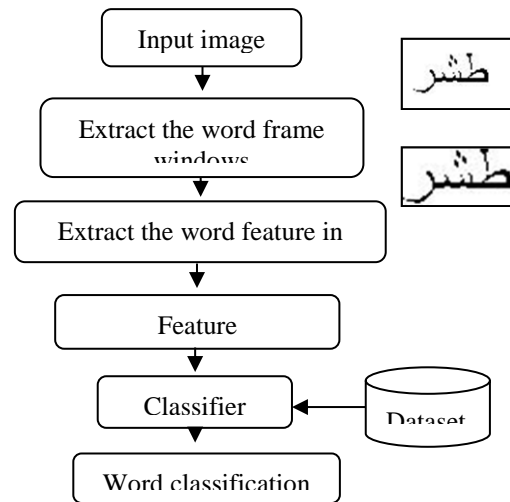 Input image
طشر
Extract the word frame
windows
طشر
Extract the word feature in
Feature
Classifier
Dataset
Word classification